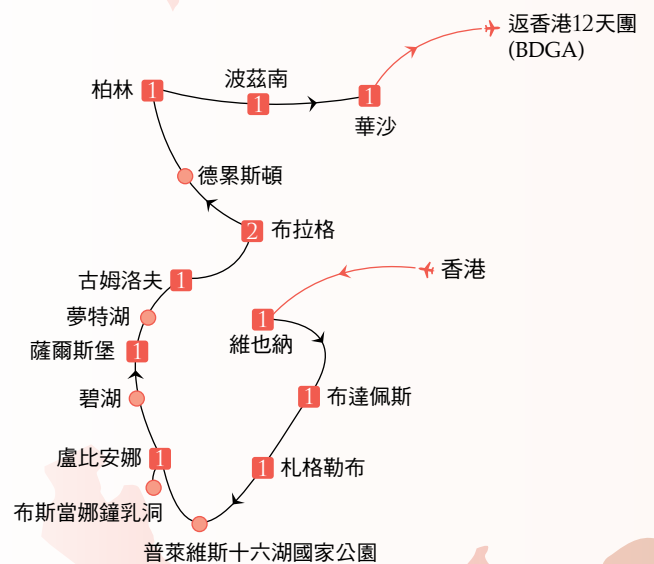 返香港12天團
(BDGA)
柏林
1
波茲南
1
1
華沙
德累斯頓
2
布拉格
古姆洛夫
1
香港
夢特湖
1
維也納
薩爾斯堡
1
碧湖
1
布達佩斯
盧比安娜
1
1
札格勒布
布斯當娜鐘乳洞
普萊維斯十六湖國家公園